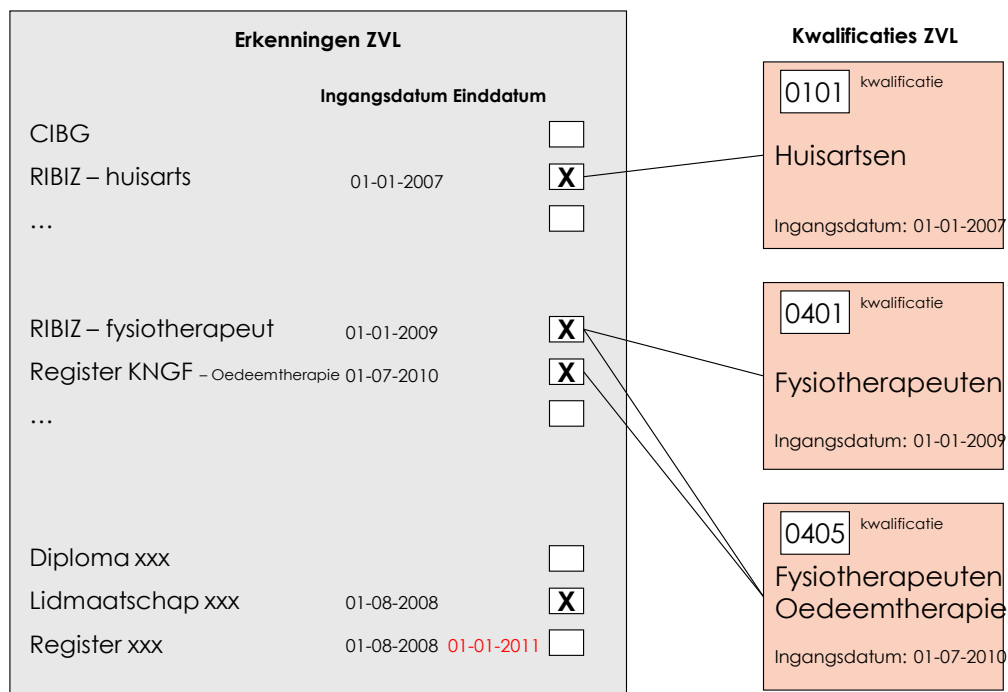 Erkenningen ZVL
Ingangsdatum Einddatum
CIBG
RIBIZ – huisarts 01-01-2007 X
…
RIBIZ – fysiotherapeut 01-01-2009 X
Register KNGF – Oedeemtherapie 01-07-2010 X
…
Diploma xxx
Lidmaatschap xxx 01-08-2008 X
Register xxx 01-08-2008 01-01-2011
Kwalificaties ZVL
0101 kwalificatie
Huisartsen
Ingangsdatum: 01-01-2007
0401 kwalificatie
Fysiotherapeuten
Ingangsdatum: 01-01-2009
0405 kwalificatie
Fysiotherapeuten
Oedeemtherapie
Ingangsdatum: 01-07-2010